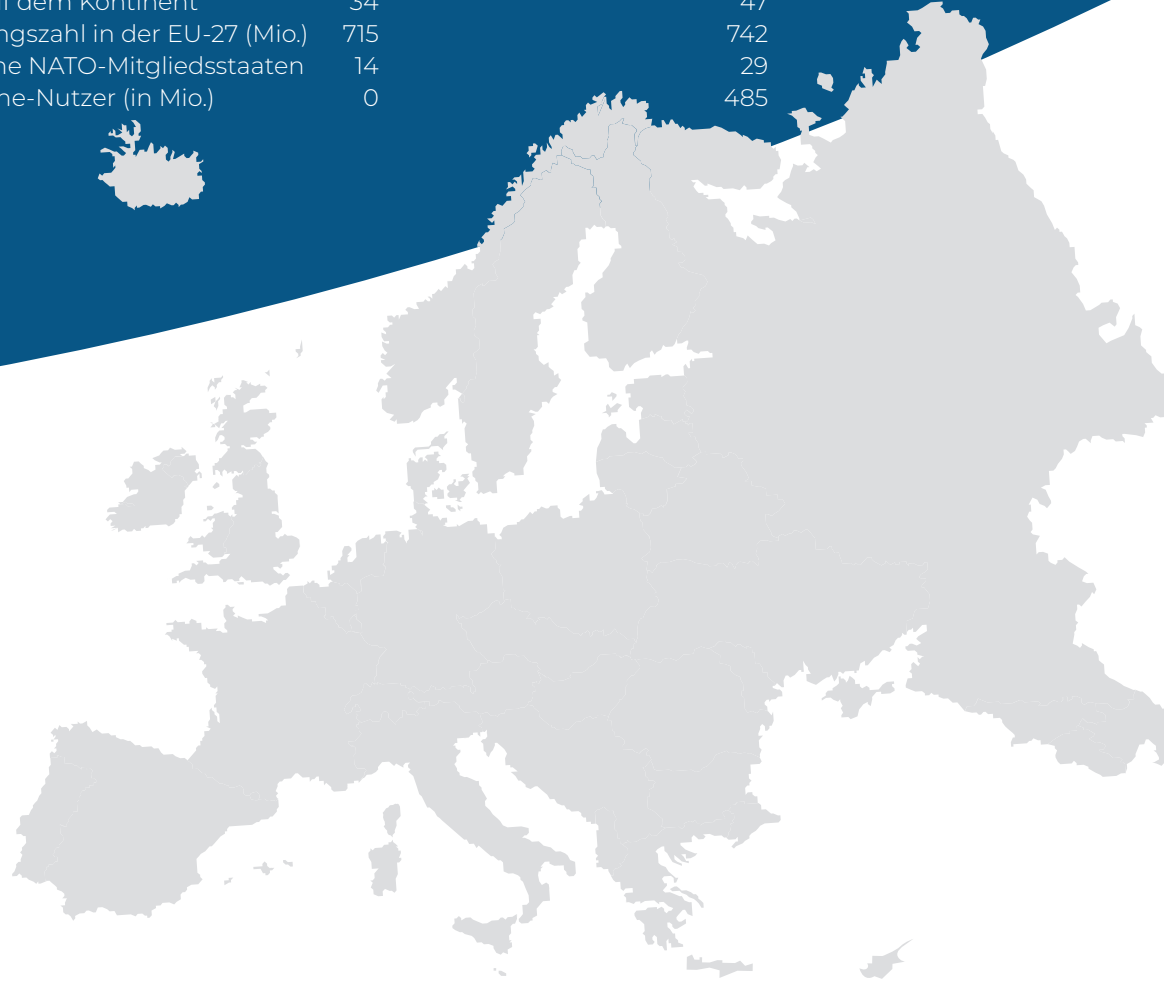 dem Kontinent 34 47
ngszahl in der EU-27 (Mio.) 715 742
ne NATO-Mitgliedsstaaten 14 29
ne-Nutzer (in Mio.) 0 485